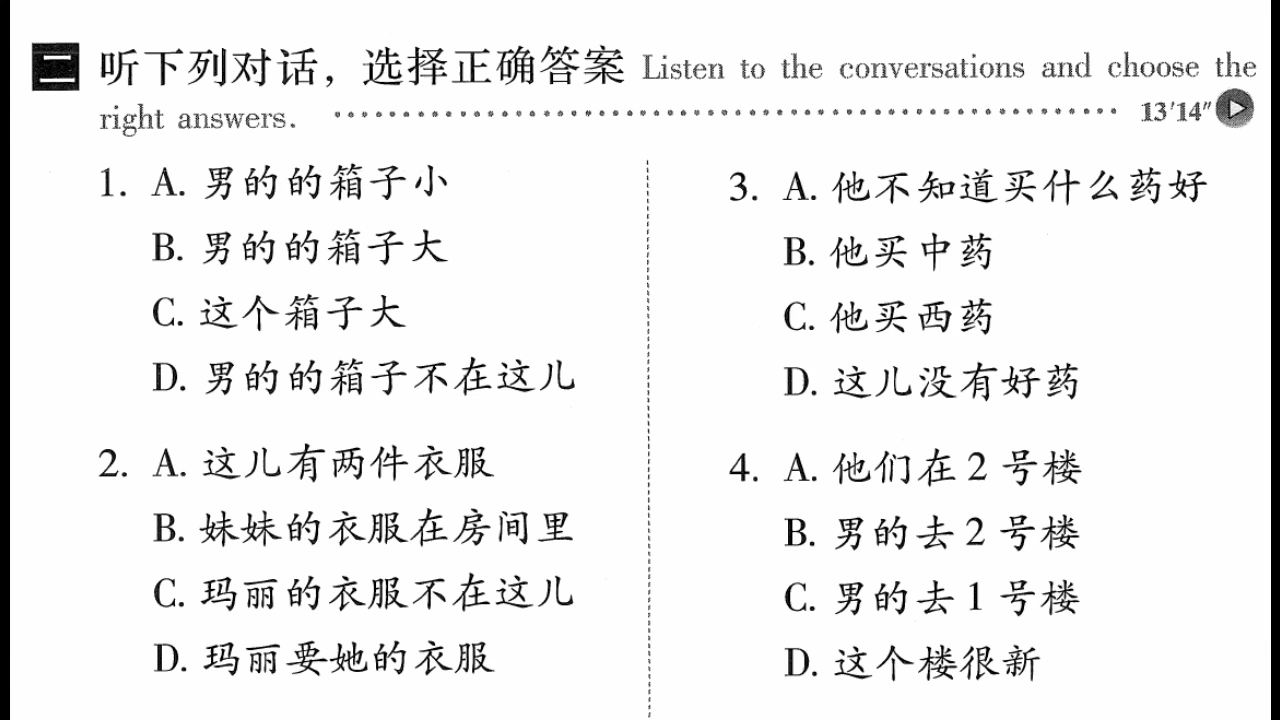 二 听下列对话，选择正确答案 Listen to the conversations and choose the
right answers. 13′14″
1. A. 男的的箱子小
B. 男的的箱子大
C. 这个箱子大
D. 男的的箱子不在这儿
2. A. 这儿有两件衣服
B. 妹妹的衣服在房间里
C. 玛丽的衣服不在这儿
D. 玛丽要她的衣服
3. A. 他不知道买什么药好
B. 他买中药
C. 他买西药
D. 这儿没有好药
4. A. 他们在 2 号楼
B. 男的去 2 号楼
C. 男的去 1 号楼
D. 这个楼很新